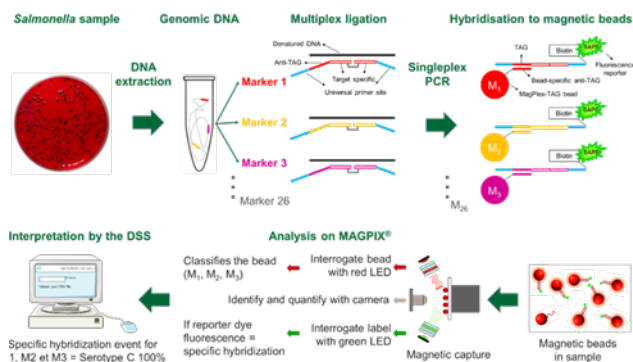 Salmonella sample
Genomic DNA
Multiplex ligation
Hybridisation to magnetic beads
DNA
extraction
Denatured DNA
Anti-TAG
Target specific
Universal primer site
Marker 1
Marker 2
Marker 3
Marker 26
Singleplex
PCR
TAG
Biotin
SAPE
Fluorescence
reporter
Bead-specific anti-TAG
MagPlex-TAG bead
M1
Biotin
SAPE
M2
Biotin
SAPE
M3
M26
Interpretation by the DSS
Analysis on MAGPIX®
Classifies the bead
(M1, M2, M3)
Interrogate bead
with red LED
Identify and quantify with camera
If reporter dye
fluorescence =
specific hybridization
Interrogate label
with green LED
Magnetic capture
Magnetic beads
in sample
Specific hybridization event for
1, M2 et M3 = Serotype C 100%